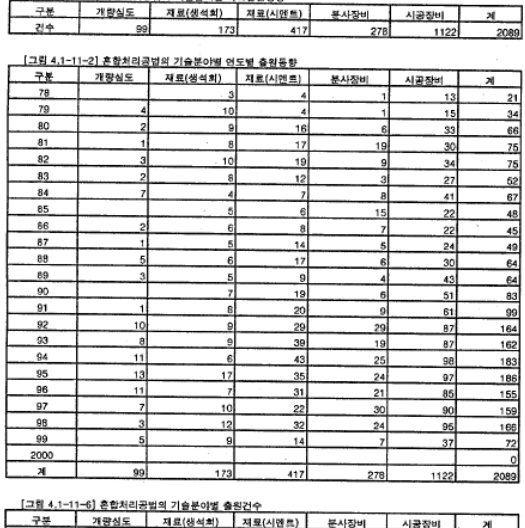 구분 개량심도 재료(생석회) 재료(시멘트) 분사장비 시공장비 계
건수 99 173 417 278 1122 2089
[그림 4.1-11-2] 혼합처리공법의 기술분야별 연도별 출원동향
구분 개량심도 재료(생석회) 재료(시멘트) 분사장비 시공장비 계
78 3 4 1 13 21
79 4 10 4 1 15 34
80 2 9 16 6 33 66
81 1 8 17 19 30 75
82 3 10 19 9 34 75
83 2 8 12 3 27 52
84 7 4 7 8 41 67
85 5 6 15 22 48
86 2 6 8 7 22 45
87 1 5 14 5 24 49
88 5 6 17 6 30 64
89 3 5 9 4 43 64
90 7 19 6 51 83
91 1 8 20 9 61 99
92 10 9 29 29 87 164
93 8 9 39 19 87 162
94 11 6 43 25 98 183
95 13 17 35 24 97 186
96 11 7 31 21 85 155
97 7 10 22 30 90 159
98 3 12 32 24 95 166
99 5 9 14 7 37 72
2000 0
계 99 173 417 278 1122 2089
[그림 4.1-11-6] 혼합처리공법의 기술분야별 출원건수
구분 개량심도 재료(생석회) 재료(시멘트) 분사장비 시공장비 계